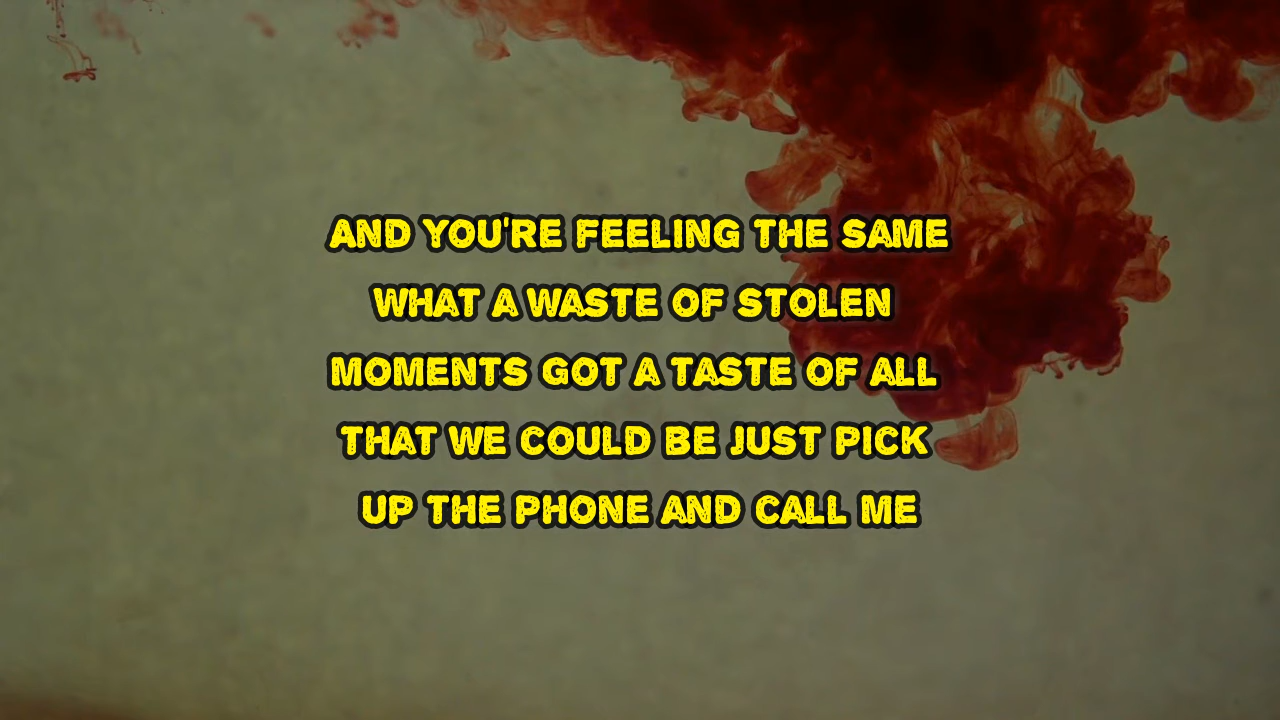 AND YOU'RE FEELING THE SAME
WHAT A WASTE OF STOLEN
MOMENTS GOT A TASTE OF ALL
THAT WE COULD BE JUST PICK
UP THE PHONE AND CALL ME